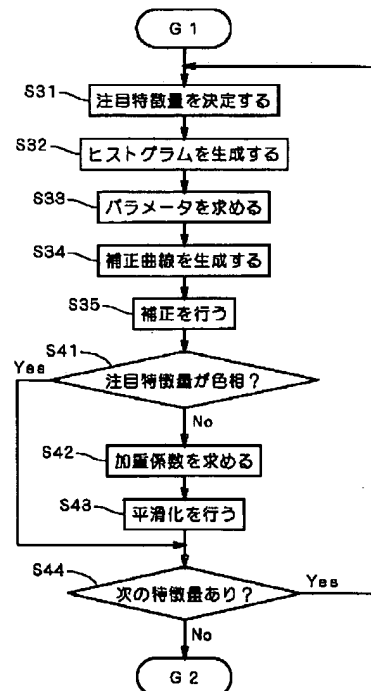 G1
S31
注目特徴量を決定する
S32
ヒストグラムを生成する
S33
パラメータを求める
S34
補正曲線を生成する
S35
補正を行う
S41
Yes
注目特徴量が色相?
No
S42
加重係数を求める
S43
平滑化を行う
S44
次の特徴量あり?
Yes
No
G2